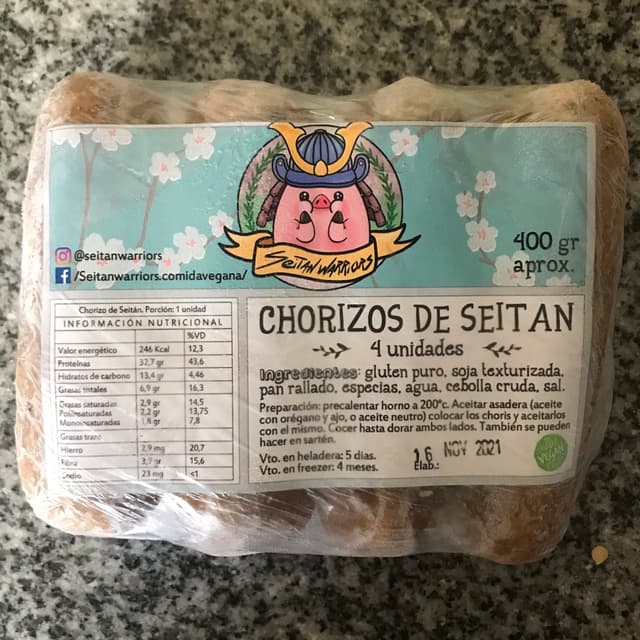 SEITAN WARRIORS
@seitanwarriors
/Seitanwarriors.comidavegana/
400 gr
aprox.
Chorizo de Seitán. Porción: 1 unidad
INFORMACIÓN NUTRICIONAL
%VD
Valor energético 246 Kcal 12,3
Proteínas 32,7 gr 43,6
Hidratos de carbono 13,4 gr 4,46
Grasas totales 6,9 gr 16,3
Grasas saturadas 2,9 gr 14,5
Poliinsaturadas 2,2 gr 13,75
Monoinsaturadas 1,8 gr 7,8
Grasas trans
Hierro 2,9 mg 20,7
Fibra 3,9 gr 15,6
Sodio 23 mg <1
CHORIZOS DE SEITAN
4 unidades
Ingredientes: gluten puro, soja texturizada,
pan rallado, especias, agua, cebolla cruda, sal.
Preparación: precalentar horno a 200°c. Aceitar asadera (aceite
con orégano y ajo, o aceite neutro) colocar los choris y aceitarlos
con el mismo. Cocer hasta dorar ambos lados. También se pueden
hacer en sartén.
Vto. en heladera: 5 dias.
Vto. en freezer: 4 meses.
Elab.:
16 NOV 2021